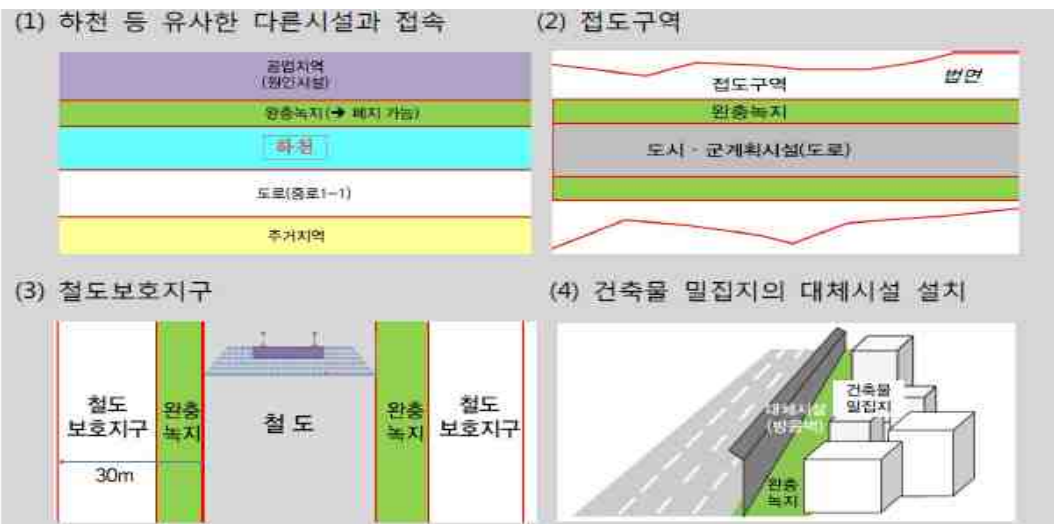 (1) 하천 등 유사한 다른시설과 접속
공업지역
(원인시설)
완충녹지(➔ 폐지 가능)
하천
도로(중로1-1)
주거지역
(2) 접도구역
접도구역
법면
완충녹지
도시·군계획시설(도로)
(3) 철도보호지구
철도
보호지구
완충
녹지
철도
완충
녹지
철도
보호지구
30m
(4) 건축물 밀집지의 대체시설 설치
건축물
밀집지
대체시설
(방음벽)
완충
녹지